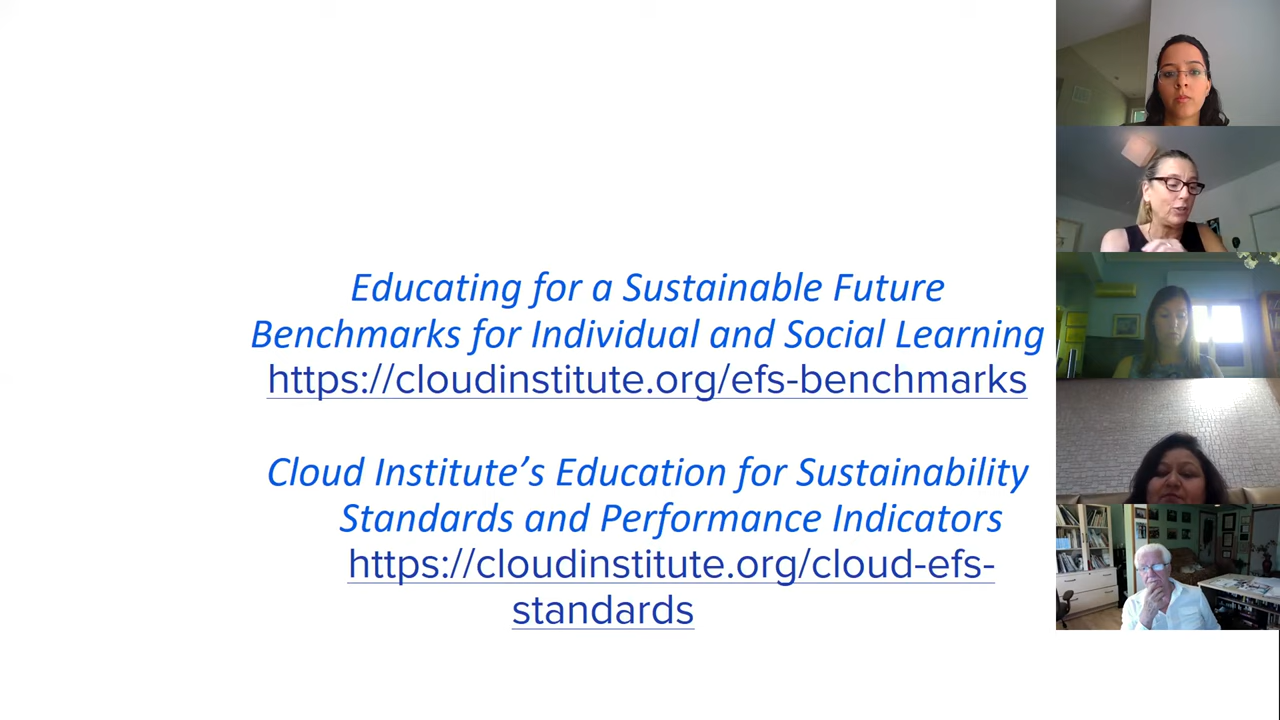 Educating for a Sustainable Future
Benchmarks for Individual and Social Learning
https://cloudinstitute.org/efs-benchmarks
Cloud Institute’s Education for Sustainability
Standards and Performance Indicators
https://cloudinstitute.org/cloud-efs-
standards